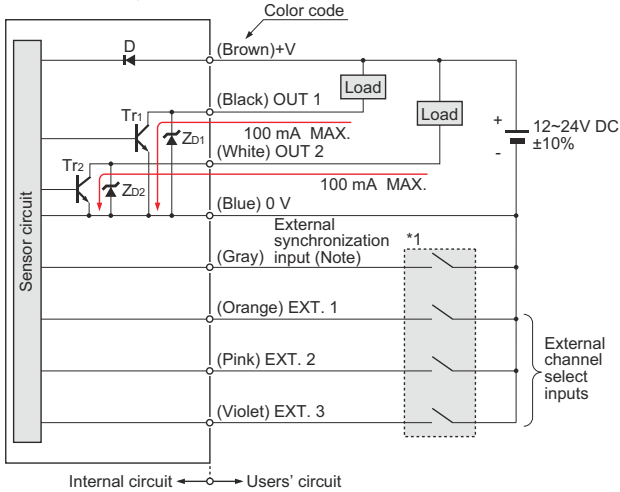 Color code
D
(Brown)+V
Load
(Black) OUT 1
Load
Tr1
ZD1
100 mA MAX.
+
12~24V DC
±10%
-
(White) OUT 2
Tr2
ZD2
100 mA MAX.
(Blue) 0 V
Sensor circuit
External
synchronization
input (Note)
*1
(Gray)
(Orange) EXT. 1
External
channel
select
inputs
(Pink) EXT. 2
(Violet) EXT. 3
Internal circuit
Users' circuit